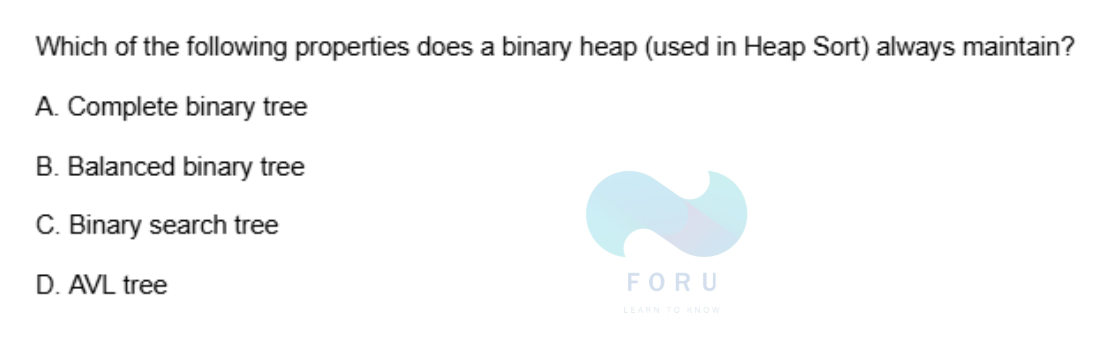 Which of the following properties does a binary heap (used in Heap Sort) always maintain?
A. Complete binary tree
B. Balanced binary tree
C. Binary search tree
D. AVL tree
FORU
LEARN TO KNOW